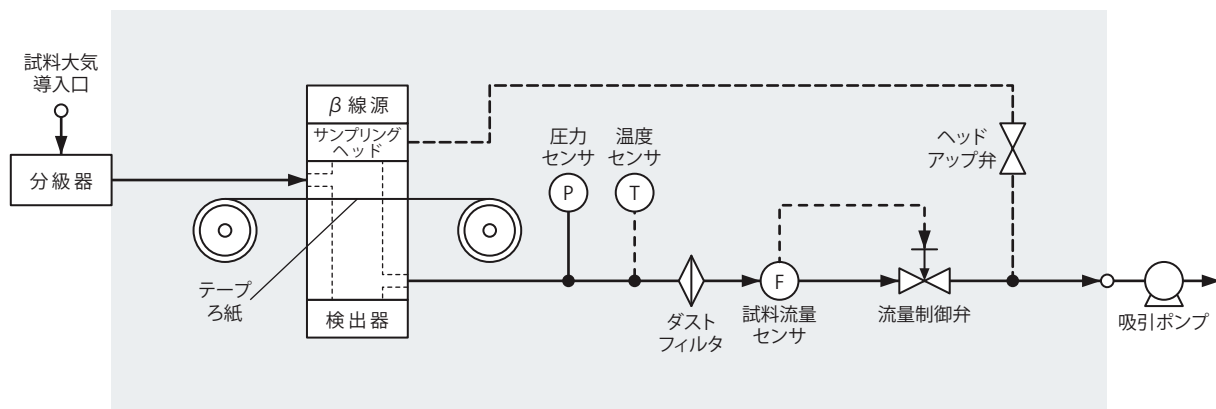 試料大気
導入口
分級器
β線源
サンプリング
ヘッド
検出器
テープ
ろ紙
圧力
センサ
P
温度
センサ
T
ダスト
フィルタ
F
試料流量
センサ
流量制御弁
ヘッド
アップ弁
吸引ポンプ